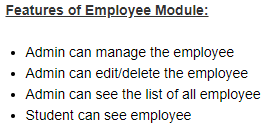 Features of Employee Module:
• Admin can manage the employee
• Admin can edit/delete the employee
• Admin can see the list of all employee
• Student can see employee